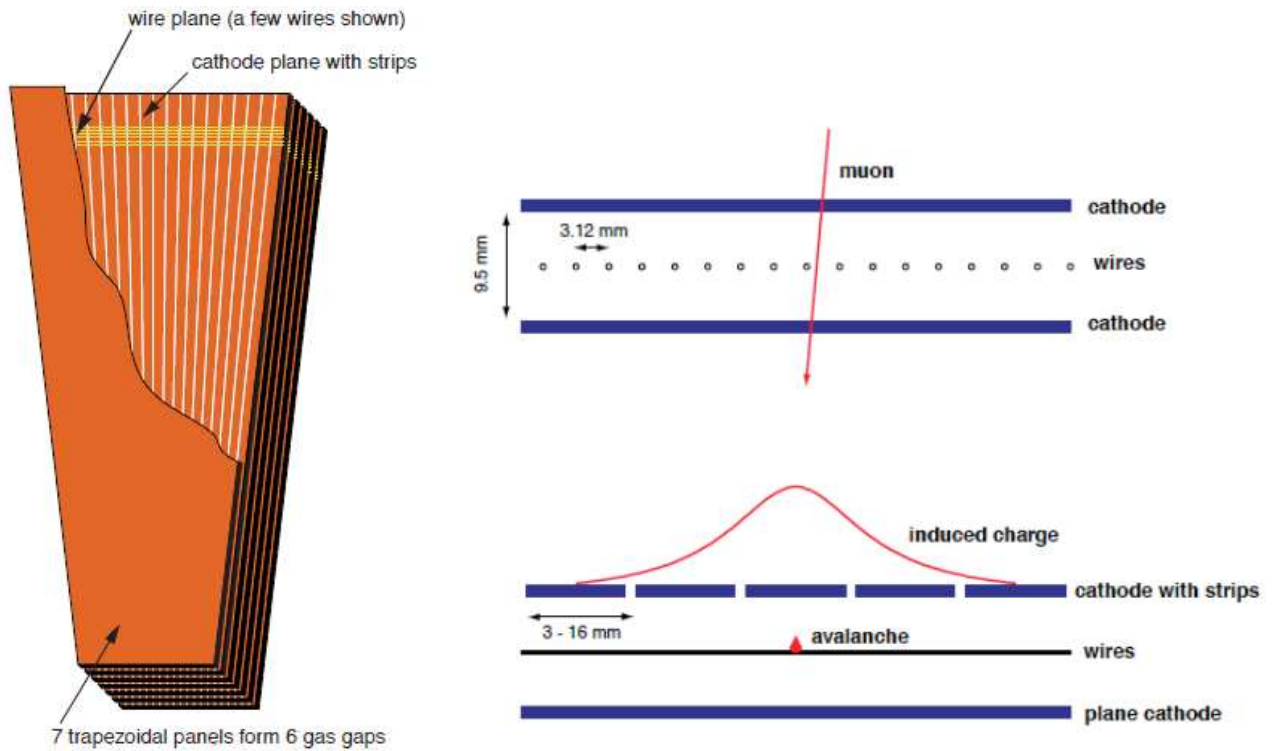 wire plane (a few wires shown)
cathode plane with strips
7 trapezoidal panels form 6 gas gaps
muon
cathode
3.12 mm
9.5 mm
wires
cathode
induced charge
cathode with strips
3 - 16 mm
avalanche
wires
plane cathode